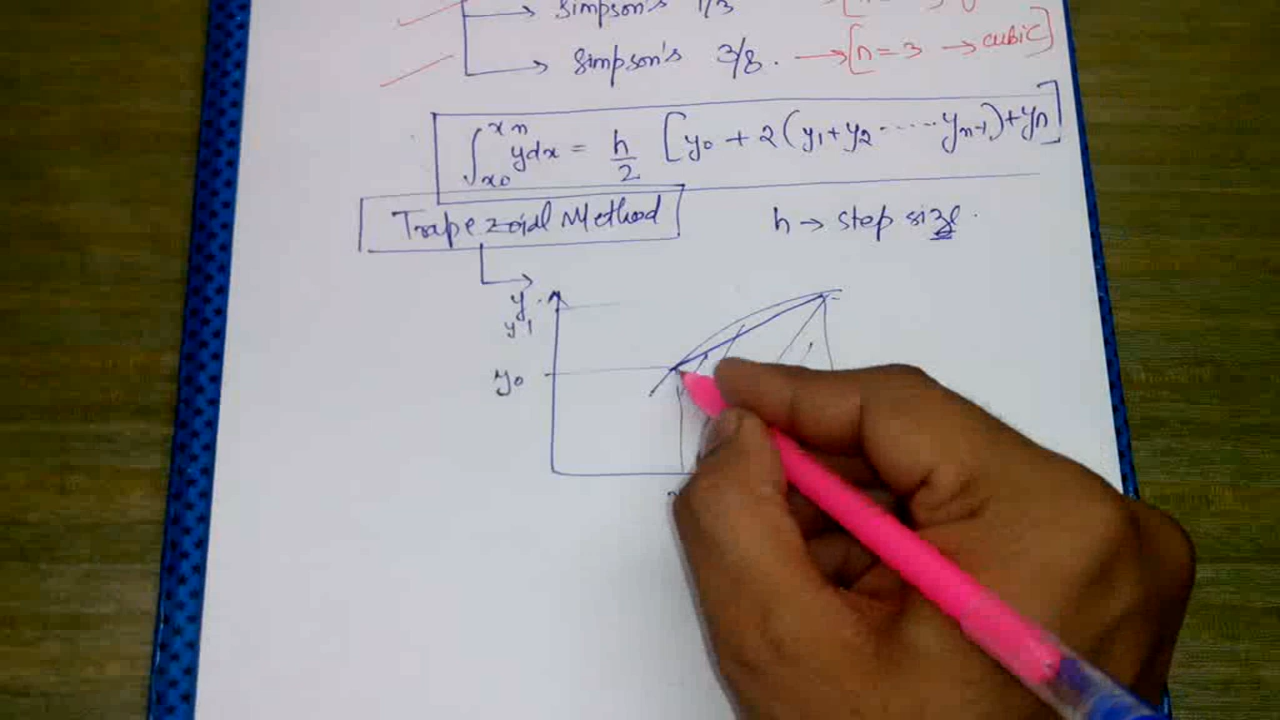 Simpson's 1/3
Simpson's 3/8. → [n = 3 → cubic]
∫_{x0}^{xn} ydx = h/2 [y0 + 2(y1+y2 ······ yn-1)+yn]
Trapezoidal Method
h → step size.
y
y1
y0